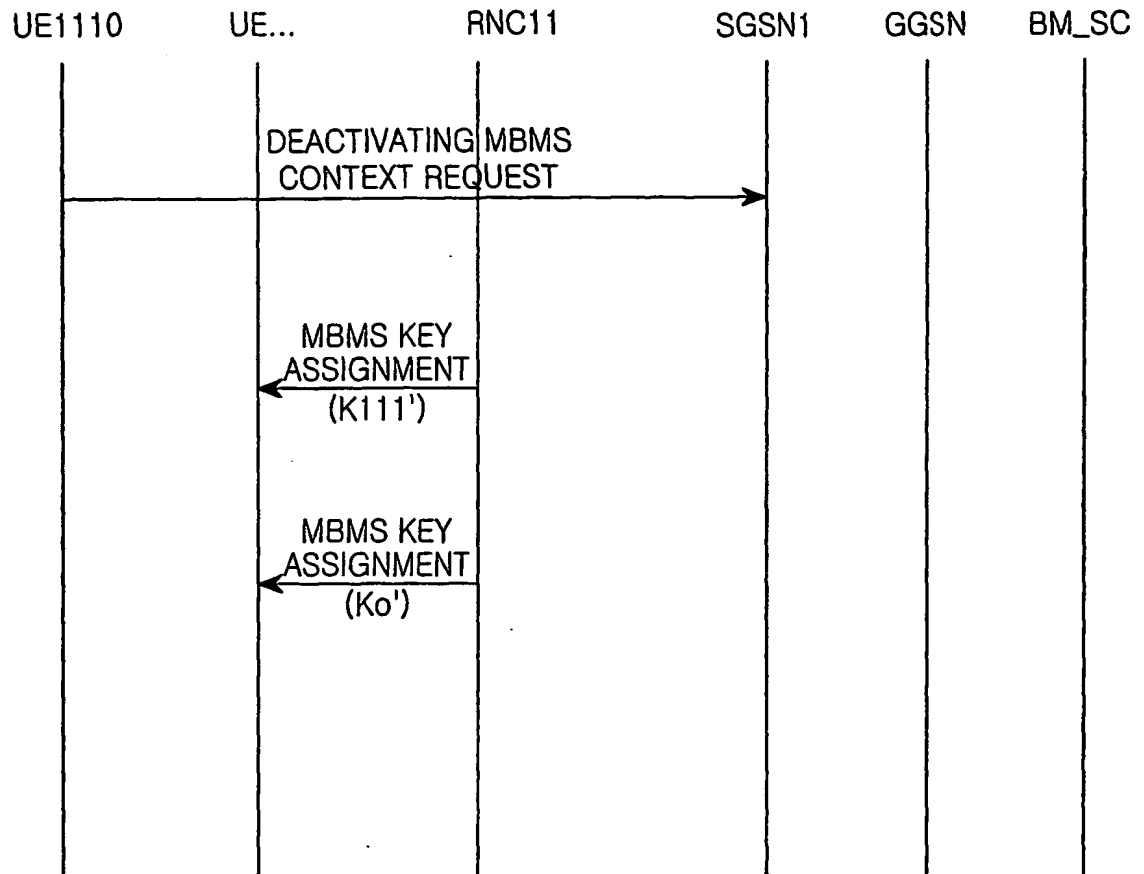 UE1110 UE... RNC11 SGSN1 GGSN BM_SC
DEACTIVATING MBMS
CONTEXT REQUEST
MBMS KEY
ASSIGNMENT
(K111')
MBMS KEY
ASSIGNMENT
(Ko')